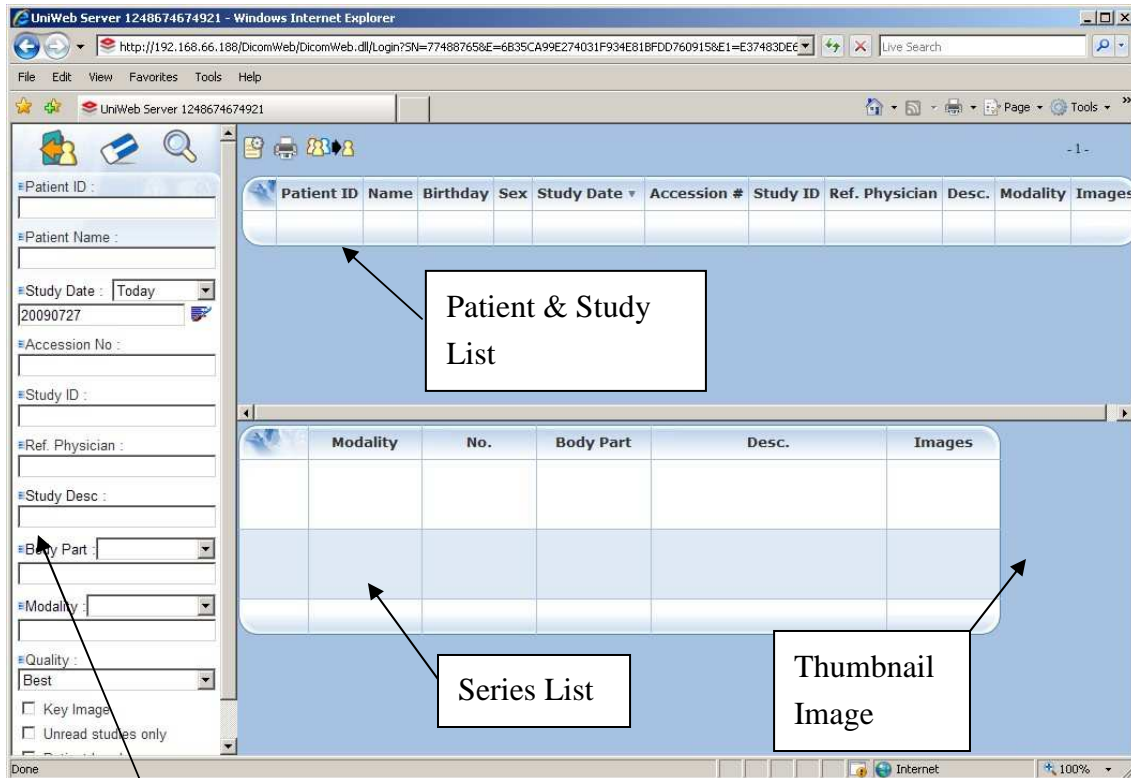 UniWeb Server 1248674674921 - Windows Internet Explorer
http://192.168.66.188/DicomWeb/DicomWeb.dll/Login?SN=77488765&E=6B35CA99E274031F934E81BFDD760915&L1=E37483DE
Live Search
File Edit View Favorites Tools Help
UniWeb Server 1248674674921
Page Tools
-1-
Patient ID :
Patient Name :
Study Date : Today
20090727
Accession No :
Study ID :
Ref. Physician :
Study Desc :
Body Part :
Modality :
Quality :
Best
Key Image
Unread studies only
Patient ID Name Birthday Sex Study Date Accession # Study ID Ref. Physician Desc. Modality Images
Patient & Study
List
Modality No. Body Part Desc. Images
Series List
Thumbnail
Image
Done
Internet
100%